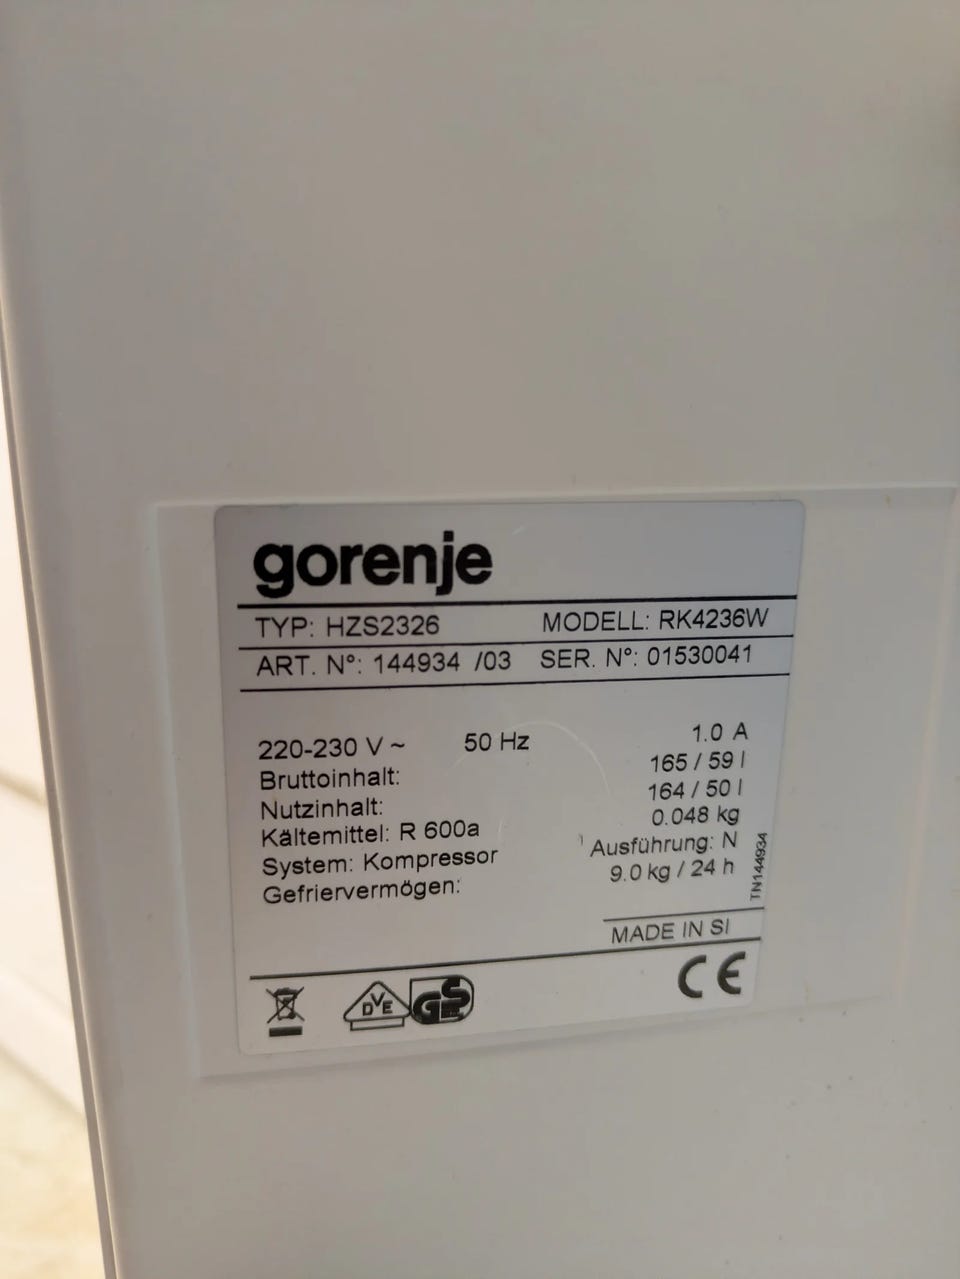 gorenje
TYP: HZS2326 MODELL: RK4236W
ART. N°: 144934 /03 SER. N°: 01530041
220-230 V ~ 50 Hz 1.0 A
Bruttoinhalt: 165 / 59 l
Nutzinhalt: 164 / 50 l
Kältemittel: R 600a 0.048 kg
System: Kompressor Ausführung: N
Gefriervermögen: 9.0 kg / 24 h
TN144934
MADE IN SI
DVE GS CE